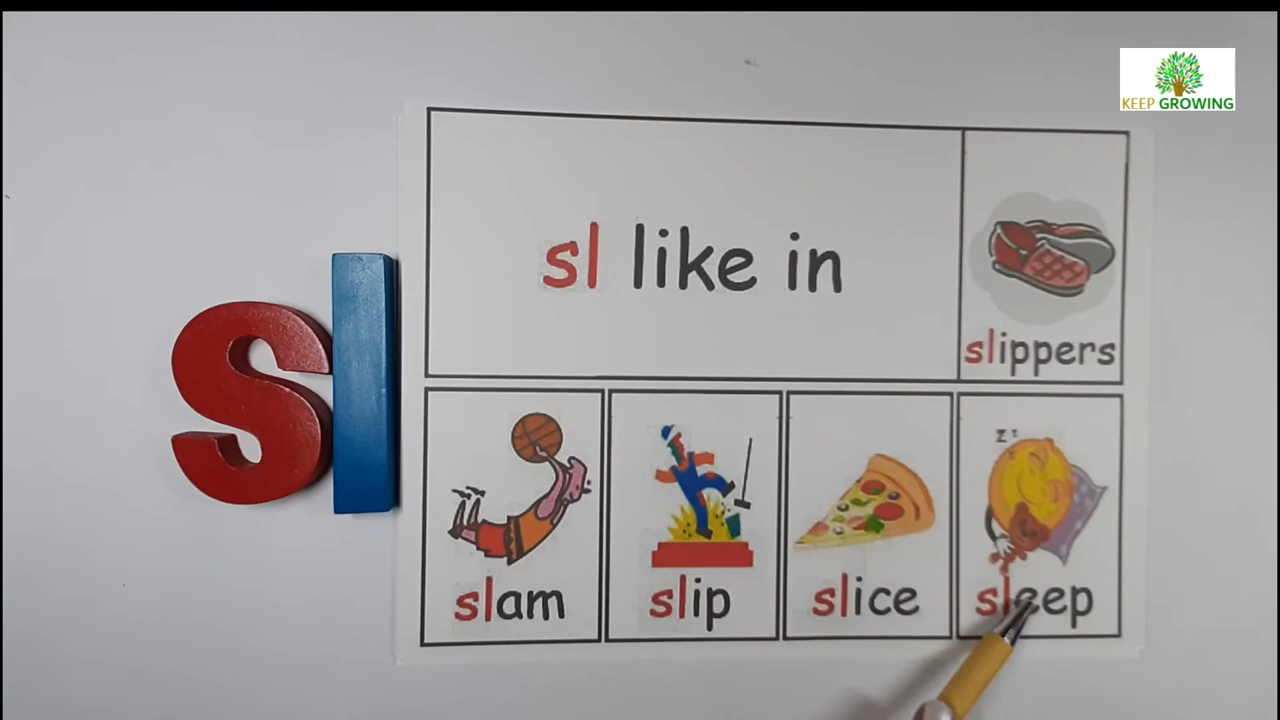 KEEP GROWING
sl
sl like in
slippers
slam
slip
slice
sleep